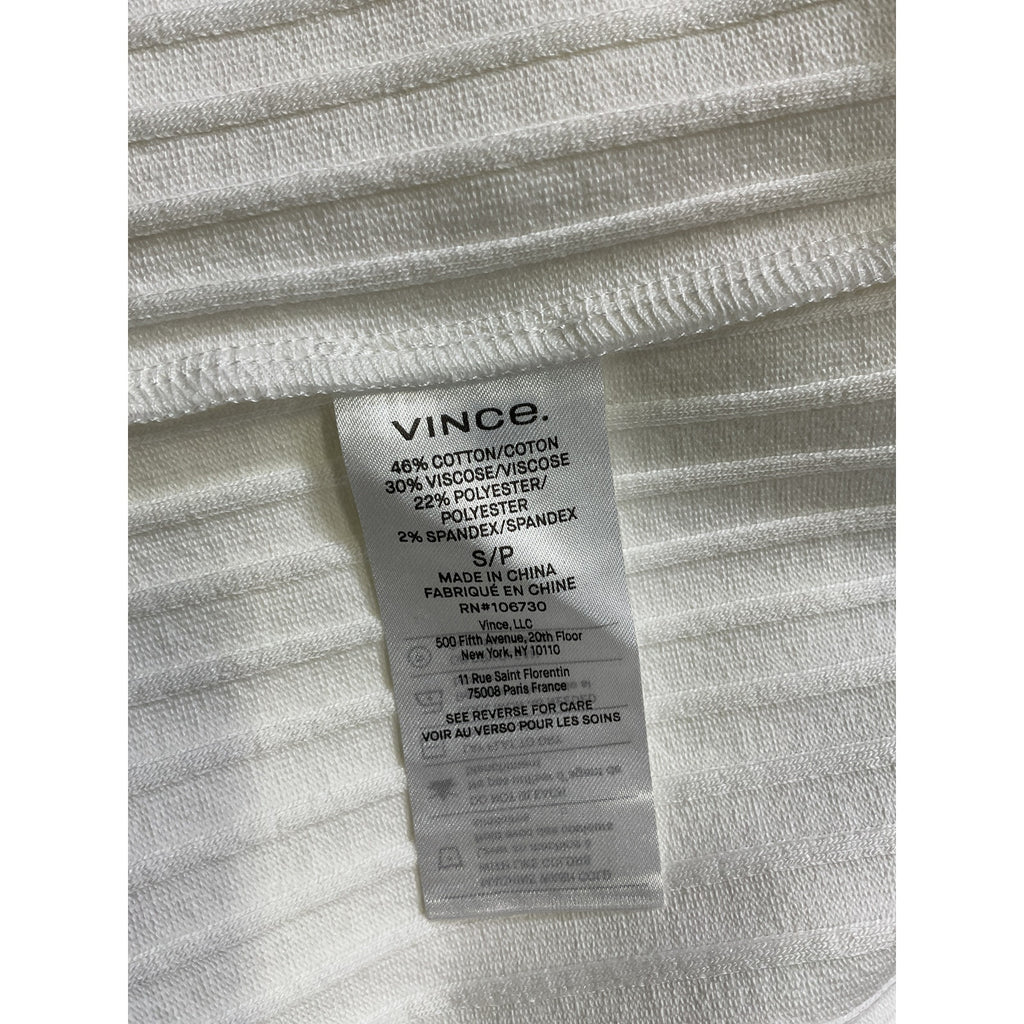 VINCE.
46% COTTON/COTON
30% VISCOSE/VISCOSE
22% POLYESTER/
POLYESTER
2% SPANDEX/SPANDEX
S/P
MADE IN CHINA
FABRIQUÉ EN CHINE
RN#106730
Vince, LLC
500 Fifth Avenue, 20th Floor
New York, NY 10110
11 Rue Saint Florentin
75008 Paris France
SEE REVERSE FOR CARE
VOIR AU VERSO POUR LES SOINS